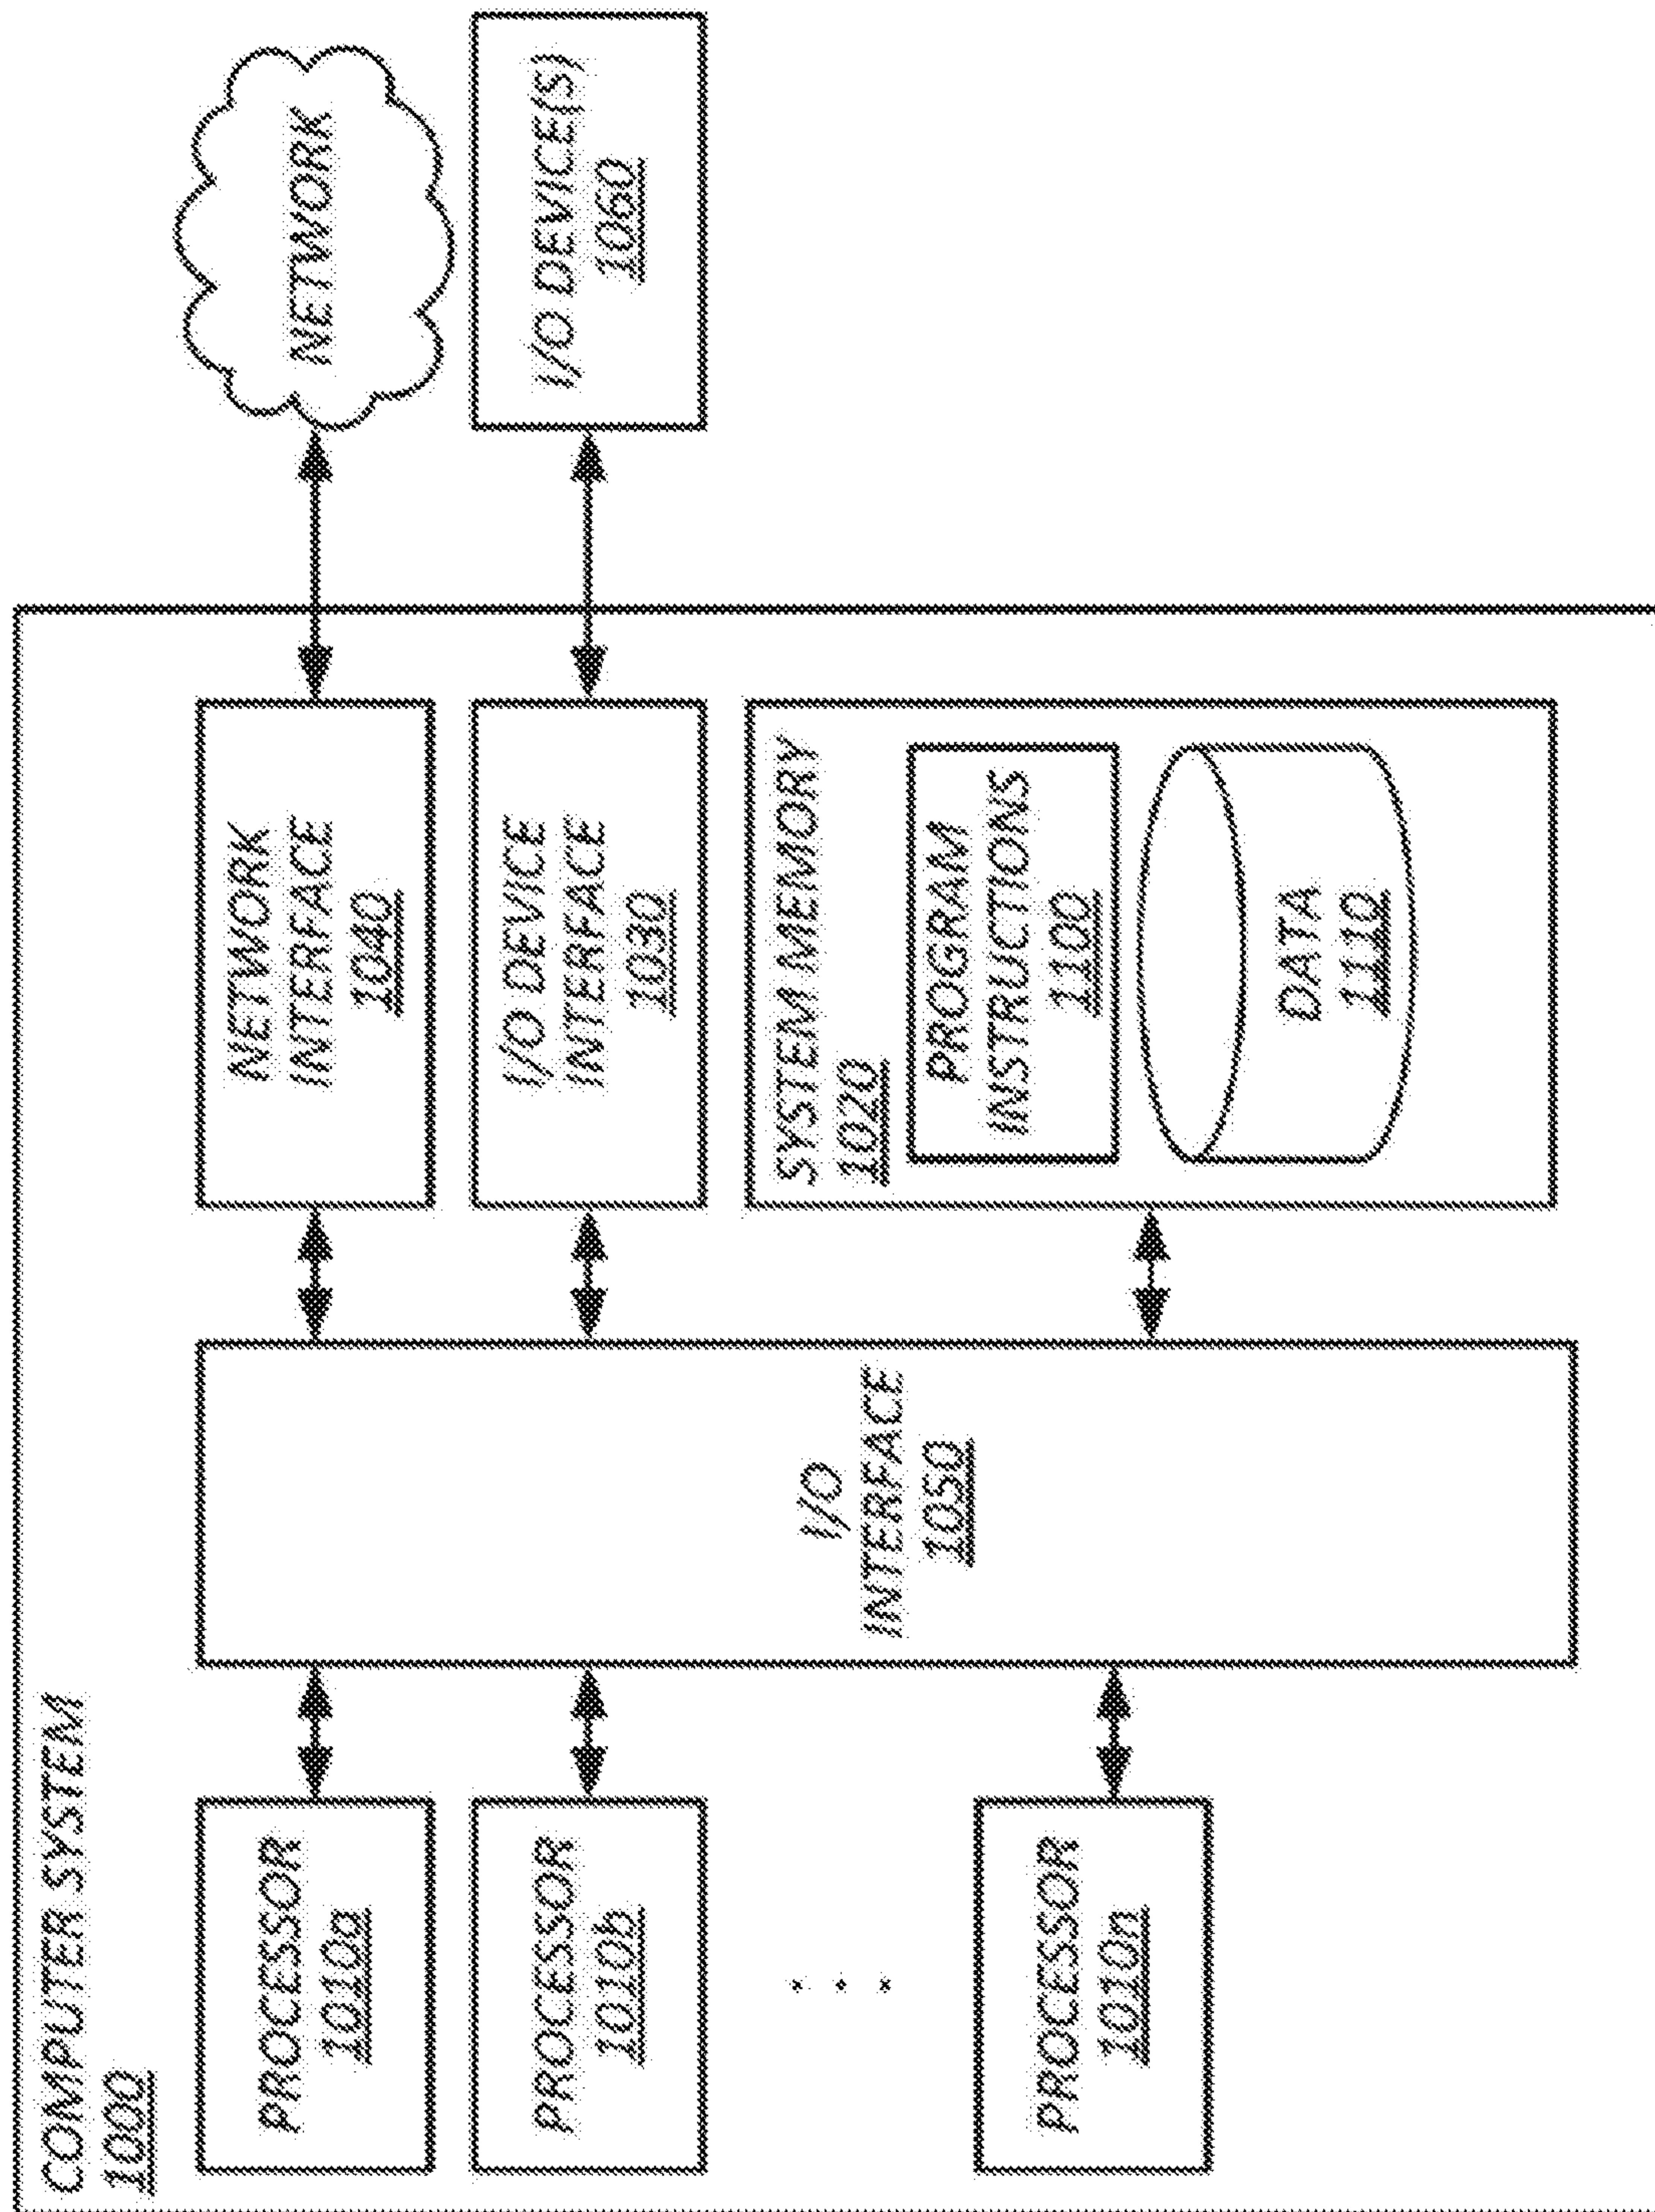 COMPUTER SYSTEM
1000
PROCESSOR
1010a
PROCESSOR
1010b
. . .
PROCESSOR
1010n
I/O
INTERFACE
1050
NETWORK
INTERFACE
1040
I/O DEVICE
INTERFACE
1030
SYSTEM MEMORY
1020
PROGRAM
INSTRUCTIONS
1100
DATA
1110
NETWORK
I/O DEVICE(S)
1060